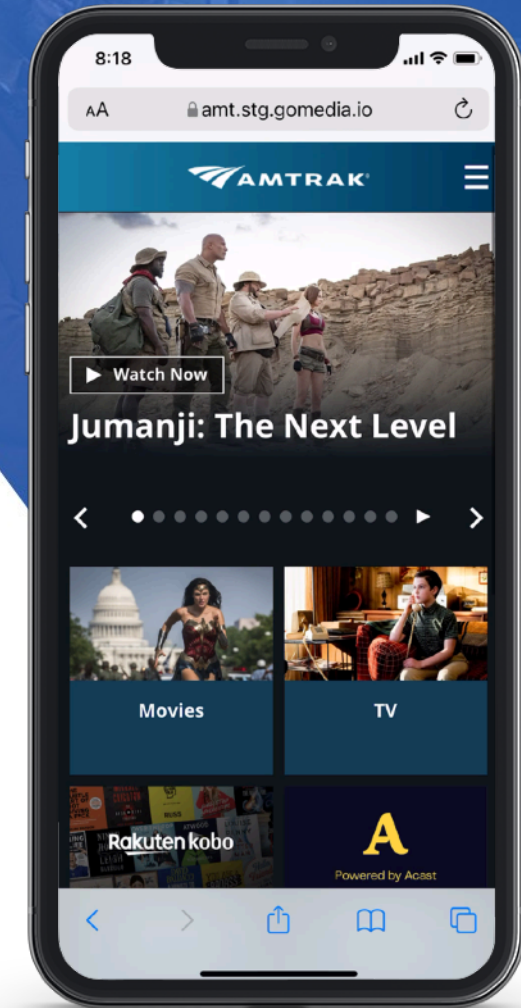 8:18
AA
amt.stg.gomedia.io
AMTRAK
Watch Now
Jumanji: The Next Level
Movies
TV
Rakuten kobo
A
Powered by Acast